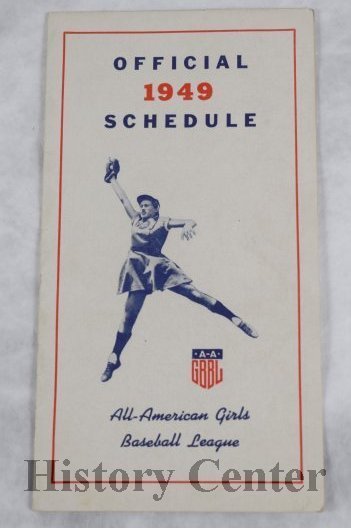 OFFICIAL
1949
SCHEDULE
A-A
GBBL
All-American Girls
Baseball League
History Center